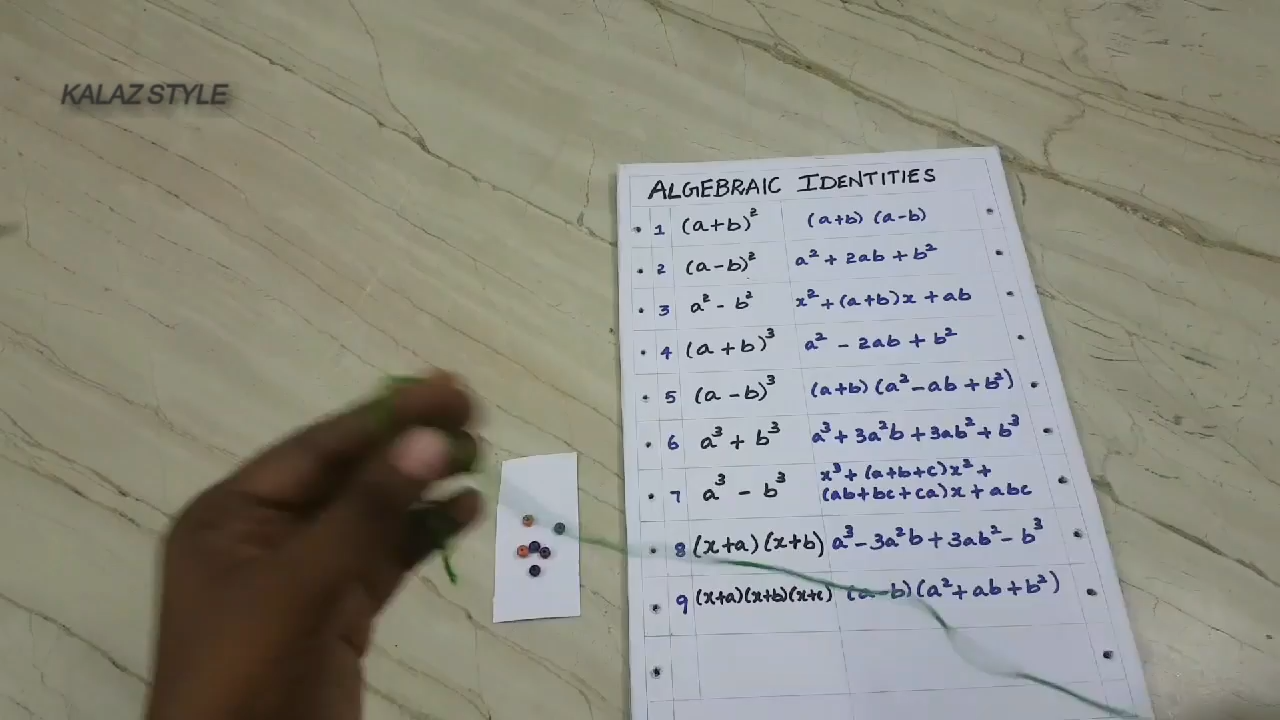 KALAZ STYLE
ALGEBRAIC IDENTITIES
1 (a+b)² (a+b) (a-b)
2 (a-b)² a² + 2ab + b²
3 a² - b² x² + (a+b)x + ab
4 (a + b)³ a² - 2ab + b²
5 (a - b)³ (a+b) (a² - ab + b²)
6 a³ + b³ a³ + 3a²b + 3ab² + b³
7 a³ - b³ x³ + (a+b+c)x² +
(ab+bc+ca)x + abc
8 (x+a) (x+b) a³ - 3a²b + 3ab² - b³
9 (x+a)(x+b)(x+c) (a-b) (a² + ab + b²)